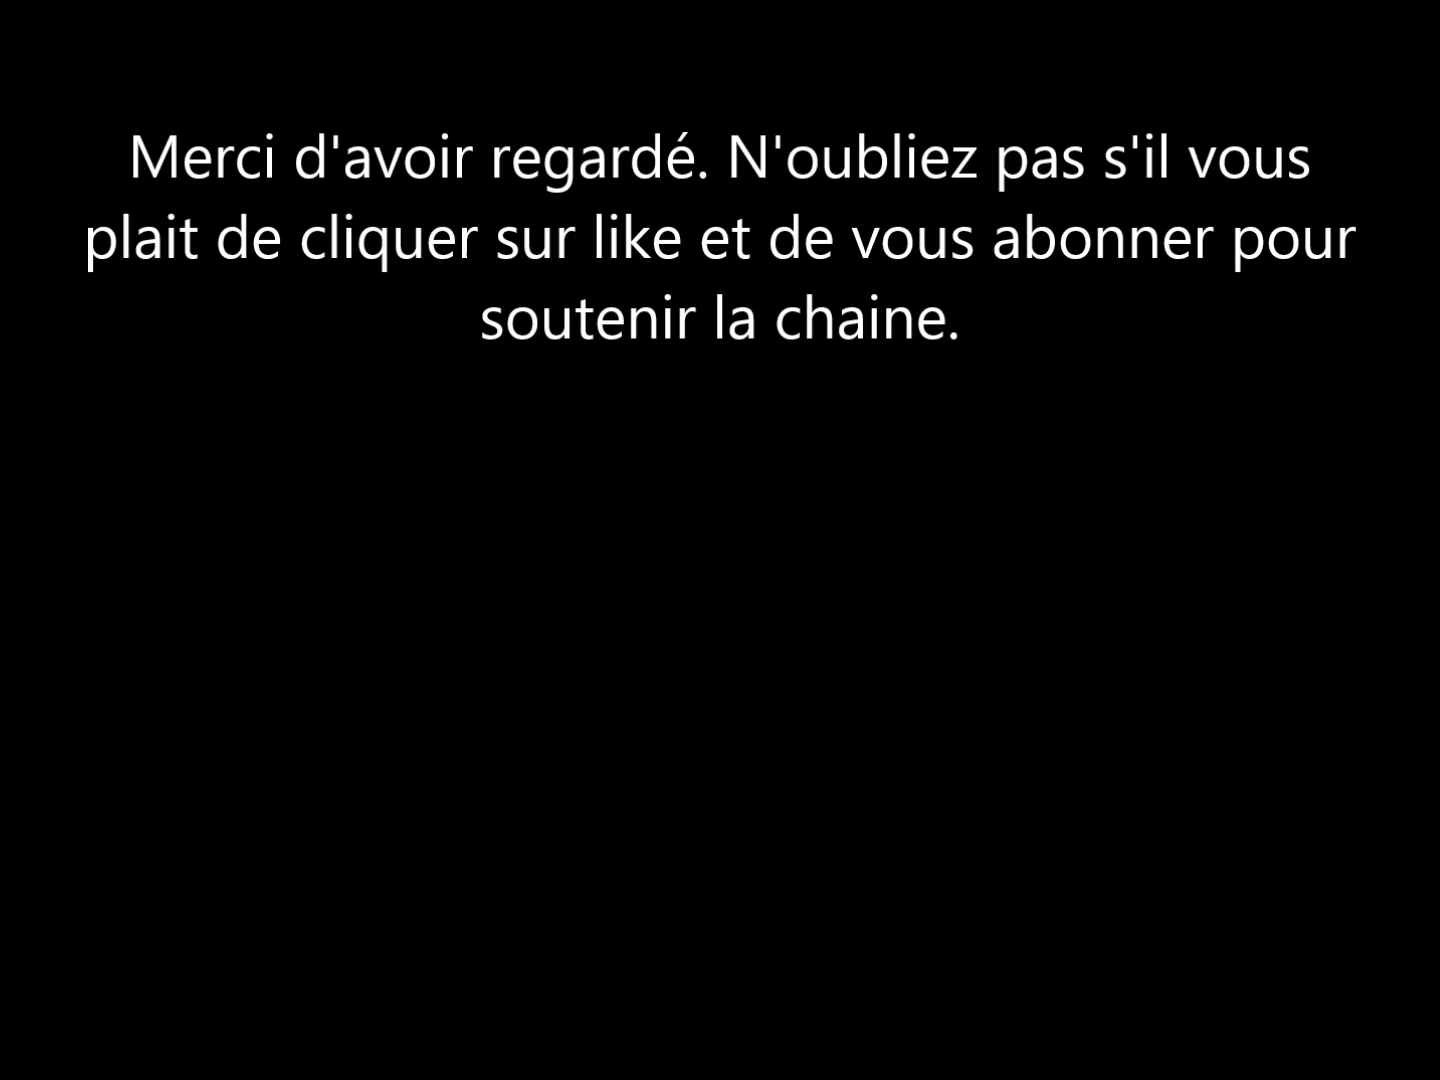 Merci d'avoir regardé. N'oubliez pas s'il vous
plait de cliquer sur like et de vous abonner pour
soutenir la chaine.